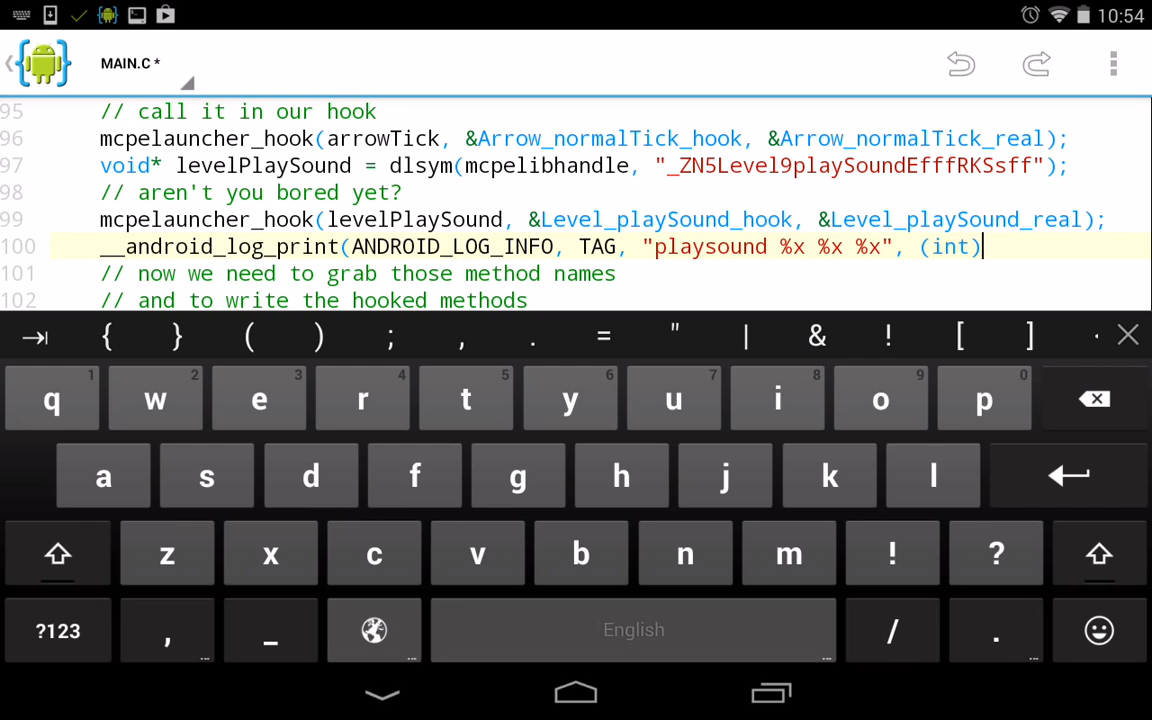 10:54
MAIN.C *
95 // call it in our hook
96 mcpelauncher_hook(arrowTick, &Arrow_normalTick_hook, &Arrow_normalTick_real);
97 void* levelPlaySound = dlsym(mcpelibhandle, "_ZN5Level9playSoundEfffRKSsff");
98 // aren't you bored yet?
99 mcpelauncher_hook(levelPlaySound, &Level_playSound_hook, &Level_playSound_real);
100 __android_log_print(ANDROID_LOG_INFO, TAG, "playsound %x %x %x", (int)
101 // now we need to grab those method names
102 // and to write the hooked methods
{ } ( ) ; , . = " | & ! [ ]
q 1 w 2 e 3 r 4 t 5 y 6 u 7 i 8 o 9 p 0
a s d f g h j k l
z x c v b n m ! ?
?123 , _ English / .